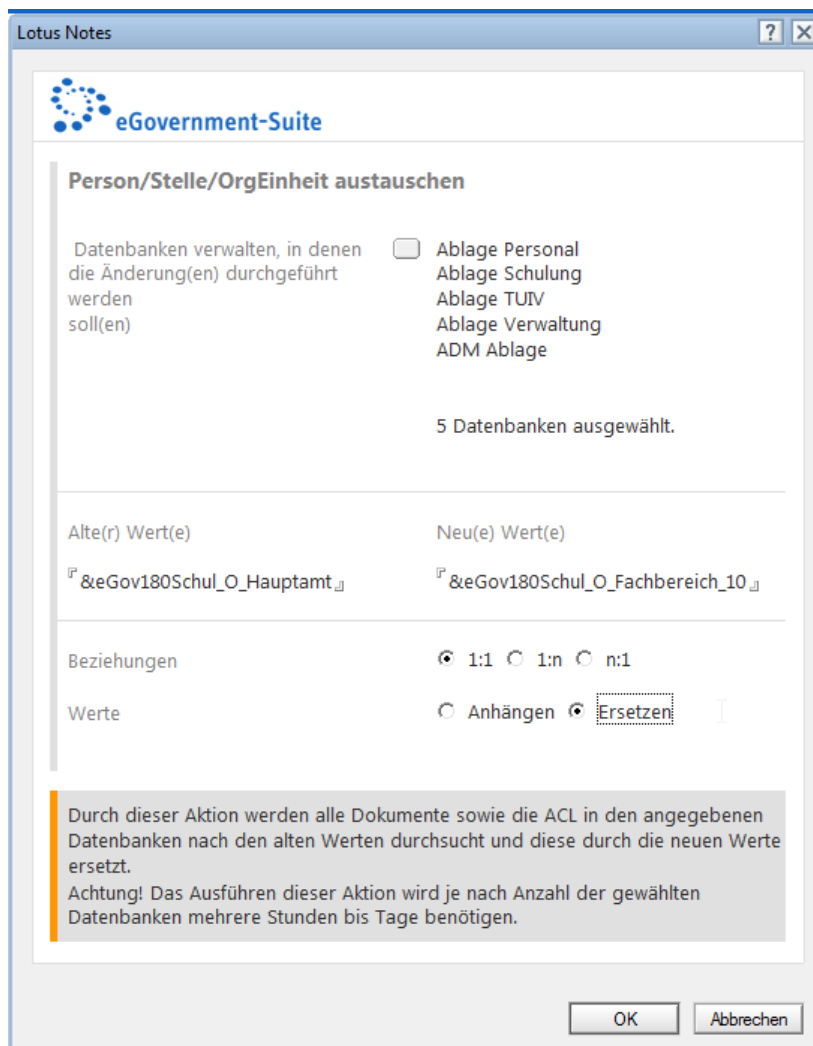 Lotus Notes
eGovernment-Suite
Person/Stelle/OrgEinheit austauschen
Datenbanken verwalten, in denen
die Änderung(en) durchgeführt
werden
soll(en)
Ablage Personal
Ablage Schulung
Ablage TUIV
Ablage Verwaltung
ADM Ablage
5 Datenbanken ausgewählt.
Alte(r) Wert(e) Neu(e) Wert(e)
&eGov180Schul_O_Hauptamt &eGov180Schul_O_Fachbereich_10
Beziehungen 1:1 1:n n:1
Werte Anhängen Ersetzen
Durch dieser Aktion werden alle Dokumente sowie die ACL in den angegebenen
Datenbanken nach den alten Werten durchsucht und diese durch die neuen Werte
ersetzt.
Achtung! Das Ausführen dieser Aktion wird je nach Anzahl der gewählten
Datenbanken mehrere Stunden bis Tage benötigen.
OK Abbrechen